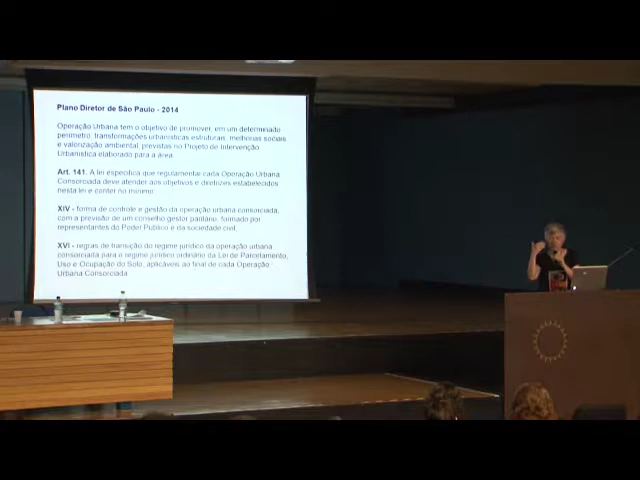 Plano Diretor de São Paulo - 2014
Operação Urbana tem o objetivo de promover, em um determinado
perímetro, transformações urbanísticas estruturais, melhorias sociais
e valorização ambiental, previstas no Projeto de Intervenção
Urbanística elaborado para a área.
Art. 141. A lei específica que regulamentar cada Operação Urbana
Consorciada deve atender aos objetivos e diretrizes estabelecidos
nesta lei e conter no mínimo:
XIV - forma de controle e gestão da operação urbana consorciada,
com a previsão de um conselho gestor paritário, formado por
representantes do Poder Público e da sociedade civil;
XVI - regras de transição do regime jurídico da operação urbana
consorciada para o regime jurídico ordinário da Lei de Parcelamento,
Uso e Ocupação do Solo, aplicáveis ao final de cada Operação
Urbana Consorciada